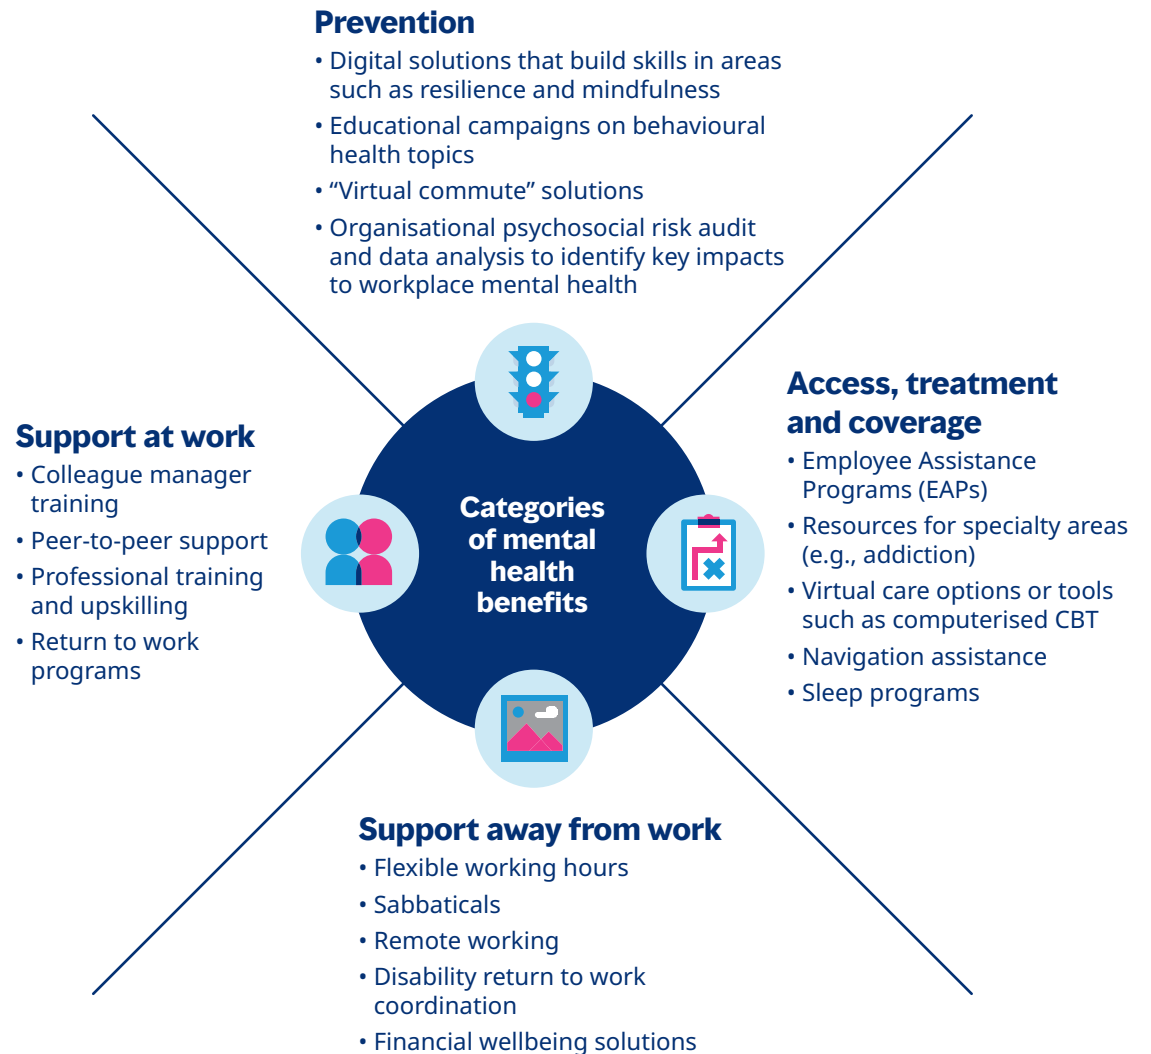 Prevention
• Digital solutions that build skills in areas
such as resilience and mindfulness
• Educational campaigns on behavioural
health topics
• “Virtual commute” solutions
• Organisational psychosocial risk audit
and data analysis to identify key impacts
to workplace mental health
Access, treatment
and coverage
• Employee Assistance
Programs (EAPs)
• Resources for specialty areas
(e.g., addiction)
• Virtual care options or tools
such as computerised CBT
• Navigation assistance
• Sleep programs
Support at work
• Colleague manager
training
• Peer-to-peer support
• Professional training
and upskilling
• Return to work
programs
Categories
of mental
health
benefits
Support away from work
• Flexible working hours
• Sabbaticals
• Remote working
• Disability return to work
coordination
• Financial wellbeing solutions